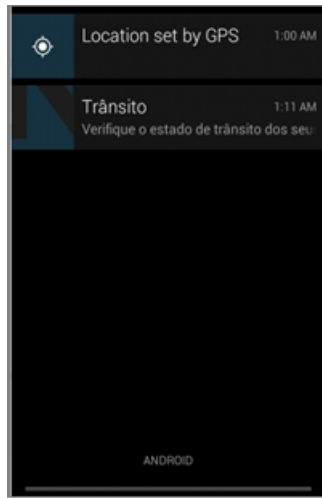 Location set by GPS 1:00 AM
Trânsito 1:11 AM
Verifique o estado de trânsito dos seu
ANDROID